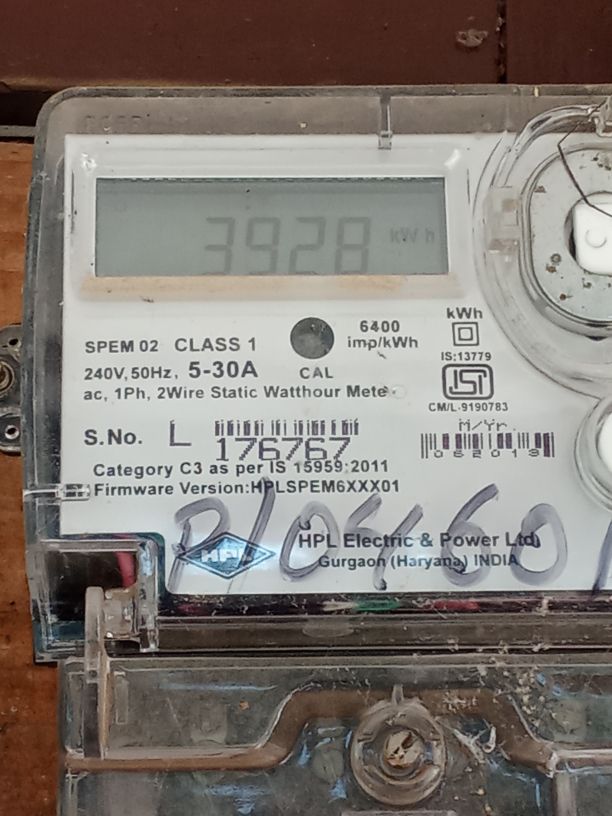 3928 kWh
6400
imp/kWh
kWh
SPEM 02 CLASS 1
CAL
IS:13779
240V, 50Hz, 5-30A
ac, 1Ph, 2Wire Static Watthour Mete
CM/L-9190783
S.No. L 176767
M/Yr.
062019
Category C3 as per IS 15959:2011
Firmware Version:HPLSPEM6XXX01
HPL
HPL Electric & Power Ltd.
Gurgaon (Haryana) INDIA